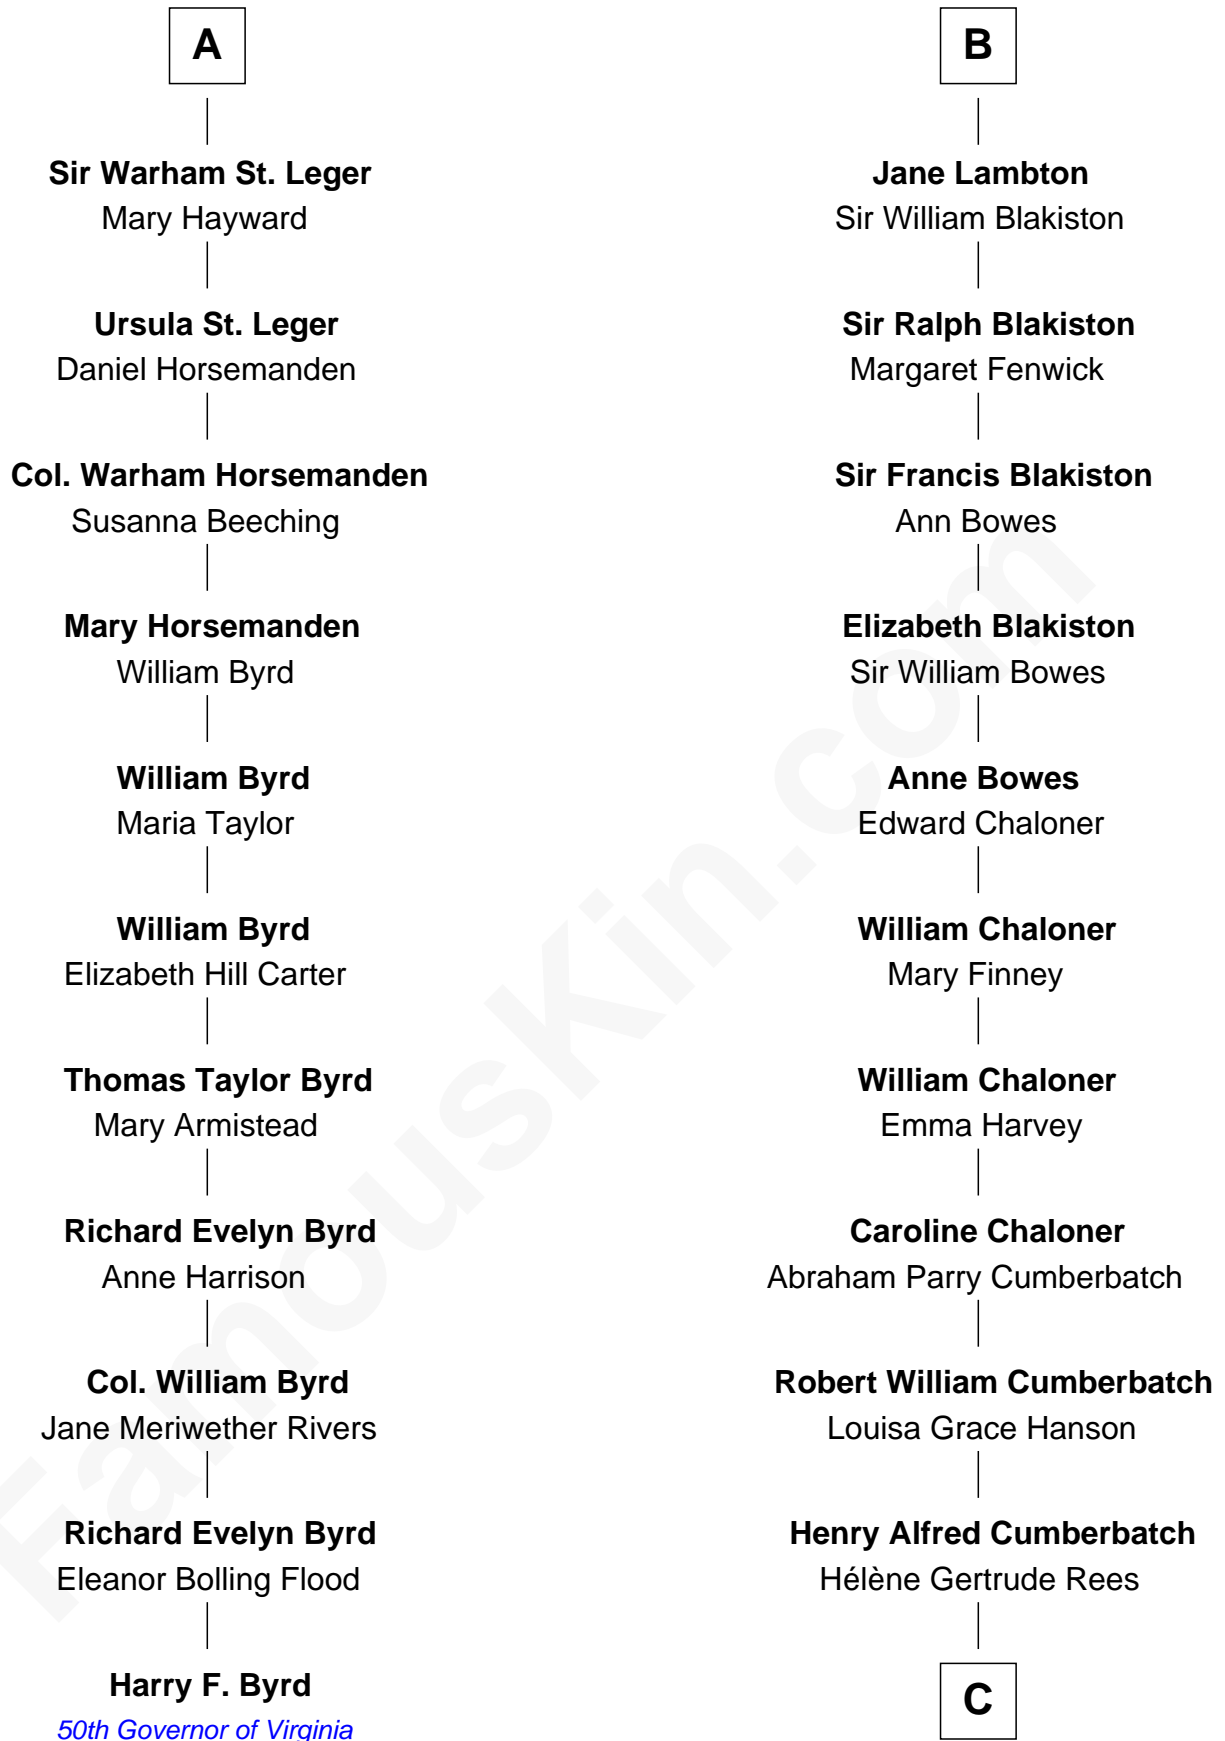 A
Sir Warham St. Leger
Mary Hayward
Ursula St. Leger
Daniel Horsemanden
Col. Warham Horsemanden
Susanna Beeching
Mary Horsemanden
William Byrd
William Byrd
Maria Taylor
William Byrd
Elizabeth Hill Carter
Thomas Taylor Byrd
Mary Armistead
Richard Evelyn Byrd
Anne Harrison
Col. William Byrd
Jane Meriwether Rivers
Richard Evelyn Byrd
Eleanor Bolling Flood
Harry F. Byrd
50th Governor of Virginia
B
Jane Lambton
Sir William Blakiston
Sir Ralph Blakiston
Margaret Fenwick
Sir Francis Blakiston
Ann Bowes
Elizabeth Blakiston
Sir William Bowes
Anne Bowes
Edward Chaloner
William Chaloner
Mary Finney
William Chaloner
Emma Harvey
Caroline Chaloner
Abraham Parry Cumberbatch
Robert William Cumberbatch
Louisa Grace Hanson
Henry Alfred Cumberbatch
Hélène Gertrude Rees
C
FamousKin.com